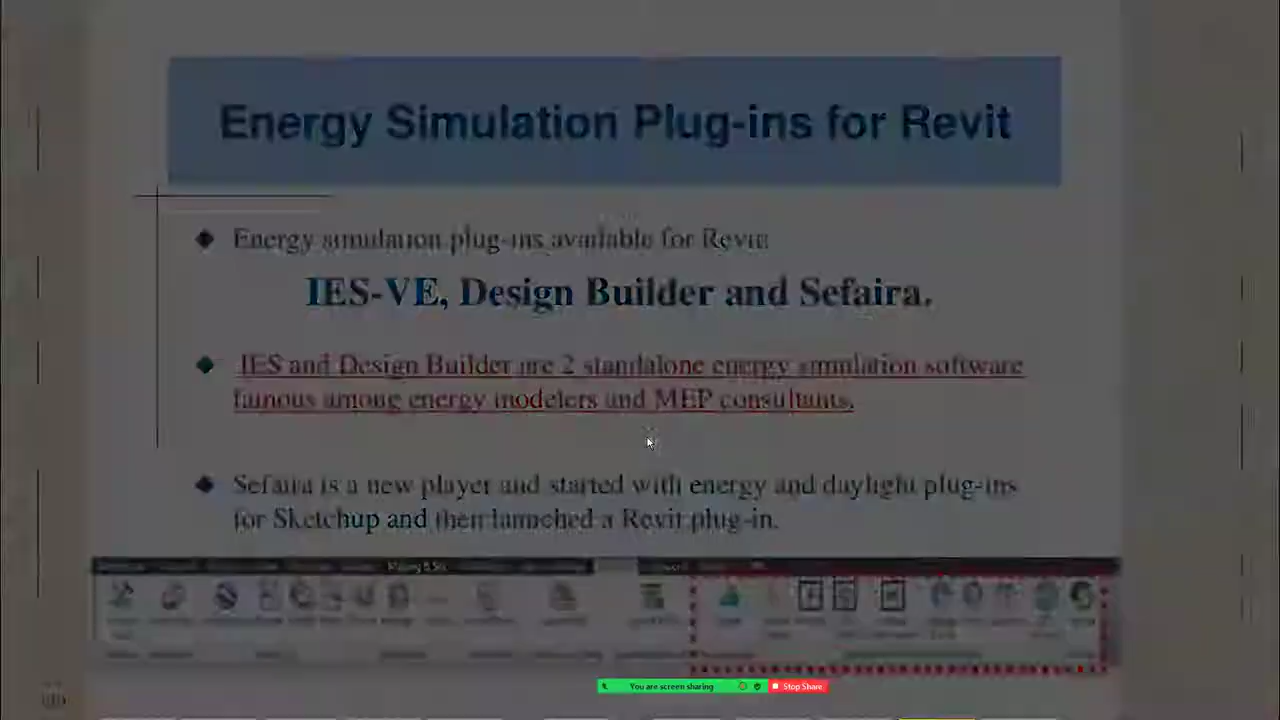 Energy Simulation Plug-ins for Revit
Energy simulation plug-ins available for Revit:
IES-VE, Design Builder and Sefaira.
IES and Design Builder are 2 standalone energy simulation software
famous among energy modelers and MEP consultants.
Sefaira is a new player and started with energy and daylight plug-ins
for Sketchup and then launched a Revit plug-in.
You are screen sharing
Stop Share